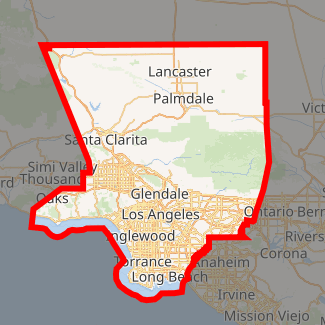 Lancaster
Palmdale
Vict
Santa Clarita
Simi Valley
rd
Thousand
Oaks
Glendale
Los Angeles
Ontario
Bern
Inglewood
Rivers
Torrance
Anaheim
Corona
Long Beach
Irvine
Mission Viejo